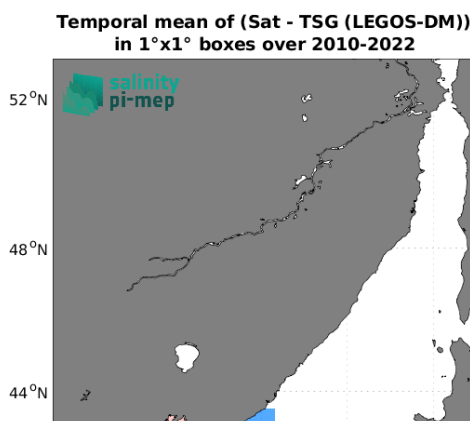 Temporal mean of (Sat - TSG (LEGOS-DM))
in 1°x1° boxes over 2010-2022
salinity
pi-mep
52°N
48°N
44°N